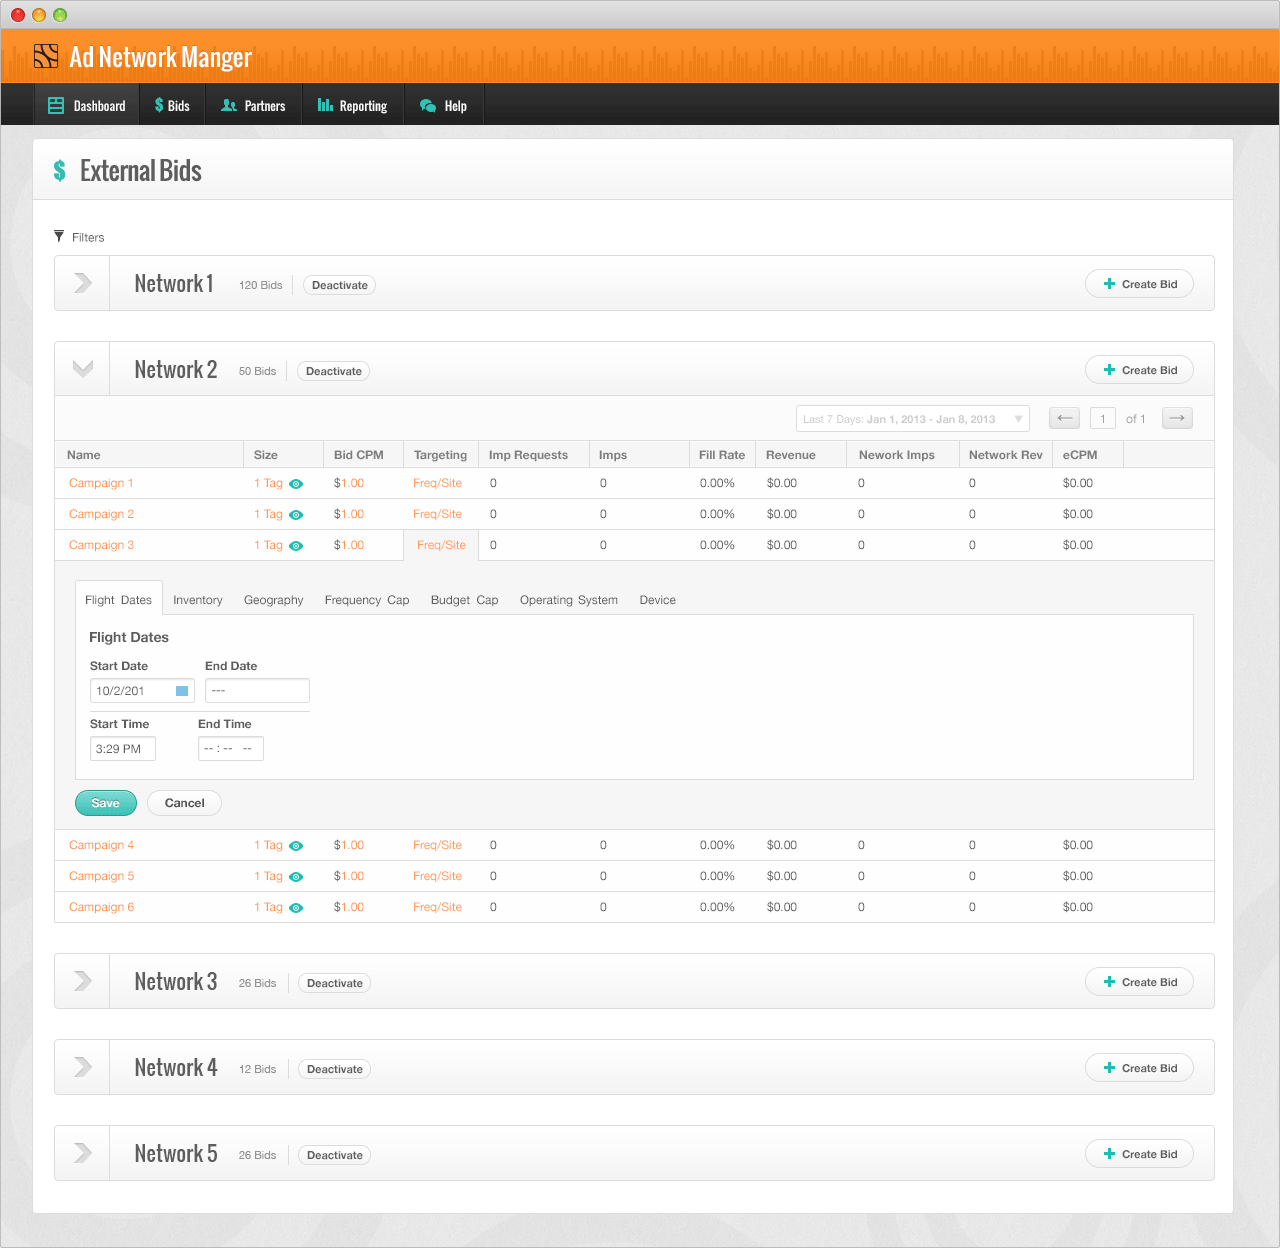 Ad Network Manger
Dashboard $ Bids Partners Reporting Help
$ External Bids
Filters
Network 1 120 Bids Deactivate + Create Bid
Network 2 50 Bids Deactivate + Create Bid
Last 7 Days: Jan 1, 2013 - Jan 8, 2013 ▼ ← 1 of 1 →
Name Size Bid CPM Targeting Imp Requests Imps Fill Rate Revenue Nework Imps Network Rev eCPM
Campaign 1 1 Tag $1.00 Freq/Site 0 0 0.00% $0.00 0 0 $0.00
Campaign 2 1 Tag $1.00 Freq/Site 0 0 0.00% $0.00 0 0 $0.00
Campaign 3 1 Tag $1.00 Freq/Site 0 0 0.00% $0.00 0 0 $0.00
Flight Dates Inventory Geography Frequency Cap Budget Cap Operating System Device
Flight Dates
Start Date End Date
10/2/201 ---
Start Time End Time
3:29 PM -- : -- --
Save Cancel
Campaign 4 1 Tag $1.00 Freq/Site 0 0 0.00% $0.00 0 0 $0.00
Campaign 5 1 Tag $1.00 Freq/Site 0 0 0.00% $0.00 0 0 $0.00
Campaign 6 1 Tag $1.00 Freq/Site 0 0 0.00% $0.00 0 0 $0.00
Network 3 26 Bids Deactivate + Create Bid
Network 4 12 Bids Deactivate + Create Bid
Network 5 26 Bids Deactivate + Create Bid